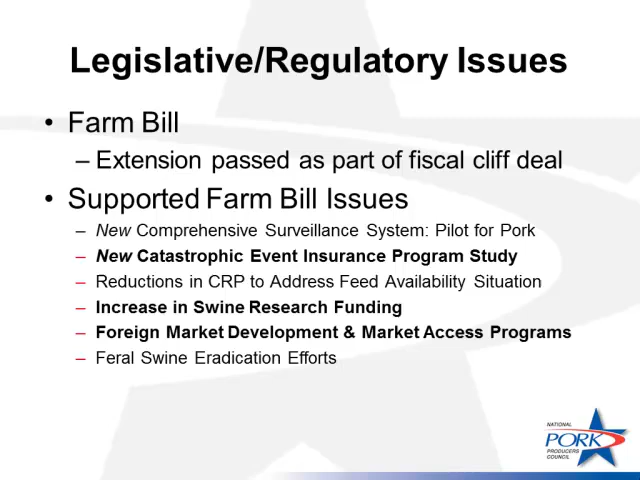 Legislative/Regulatory Issues
• Farm Bill
– Extension passed as part of fiscal cliff deal
• Supported Farm Bill Issues
– New Comprehensive Surveillance System: Pilot for Pork
– New Catastrophic Event Insurance Program Study
– Reductions in CRP to Address Feed Availability Situation
– Increase in Swine Research Funding
– Foreign Market Development & Market Access Programs
– Feral Swine Eradication Efforts
NATIONAL
PORK
PRODUCERS
COUNCIL